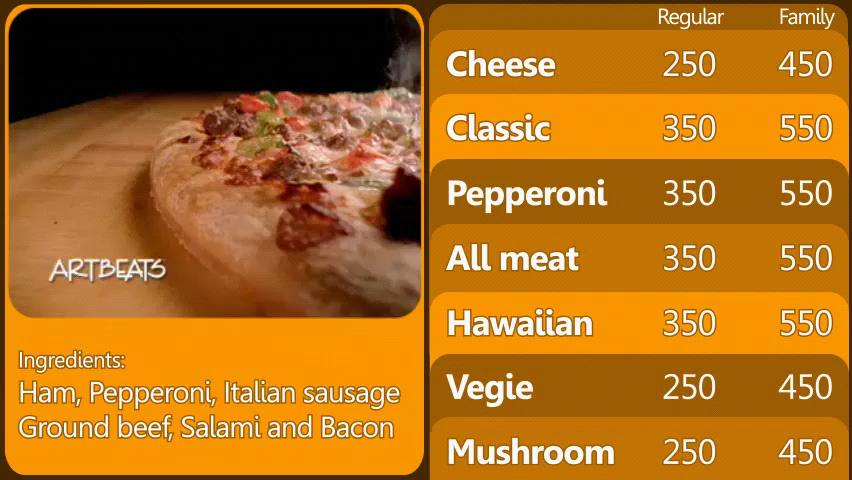 ARTBEATS
Ingredients:
Ham, Pepperoni, Italian sausage
Ground beef, Salami and Bacon
Regular Family
Cheese 250 450
Classic 350 550
Pepperoni 350 550
All meat 350 550
Hawaiian 350 550
Vegie 250 450
Mushroom 250 450